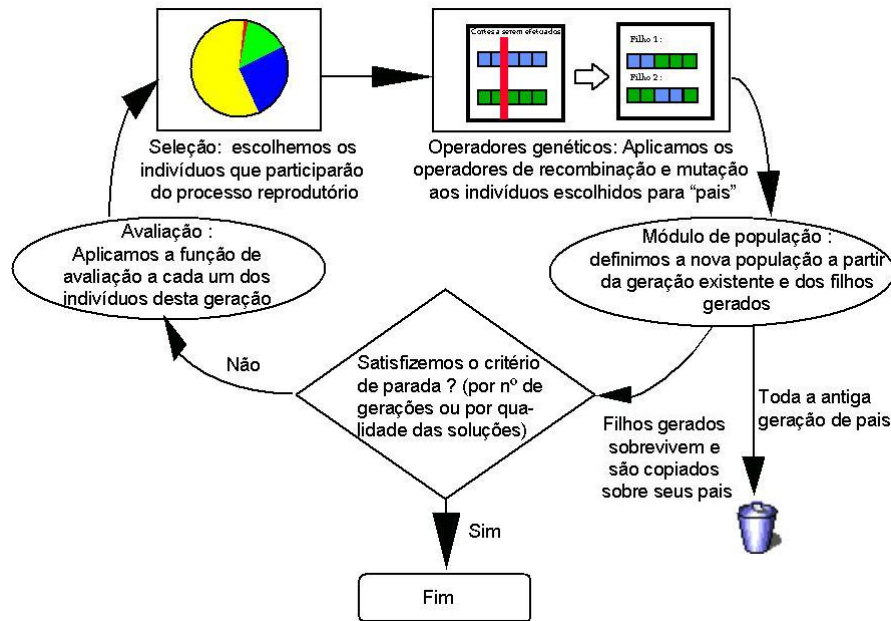 Cortes a serem efetuados
Filho 1 :
Filho 2 :
Seleção: escolhemos os
indivíduos que participarão
do processo reprodutório
Operadores genéticos: Aplicamos os
operadores de recombinação e mutação
aos indivíduos escolhidos para “pais”
Avaliação :
Aplicamos a função de
avaliação a cada um dos
indivíduos desta geração
Módulo de população :
definimos a nova população a partir
da geração existente e dos filhos
gerados
Não
Satisfizemos o critério
de parada ? (por nº de
gerações ou por qua-
lidade das soluções)
Toda a antiga
geração de pais
Filhos gerados
sobrevivem e
são copiados
sobre seus pais
Sim
Fim